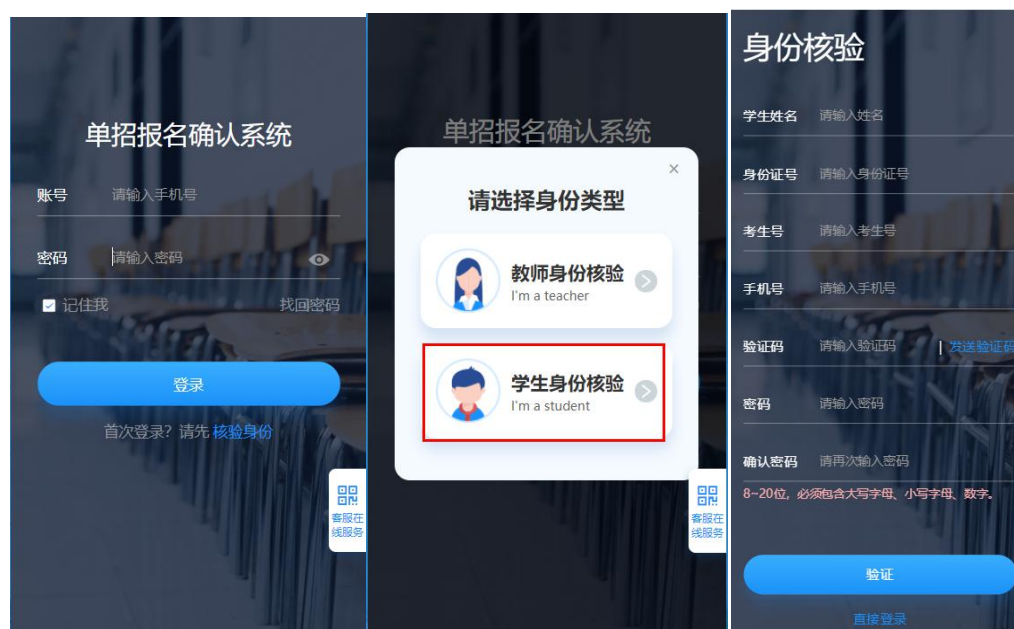 单招报名确认系统
账号 请输入手机号
密码 请输入密码
记住我 找回密码
登录
首次登录？请先 核验身份
客服在
线服务
单招报名确认系统
请选择身份类型
教师身份核验
I'm a teacher
学生身份核验
I'm a student
客服在
线服务
身份核验
学生姓名 请输入姓名
身份证号 请输入身份证号
考生号 请输入考生号
手机号 请输入手机号
验证码 请输入验证码 | 发送验证码
密码 请输入密码
确认密码 请再次输入密码
8~20位，必须包含大写字母、小写字母、数字。
验证
直接登录